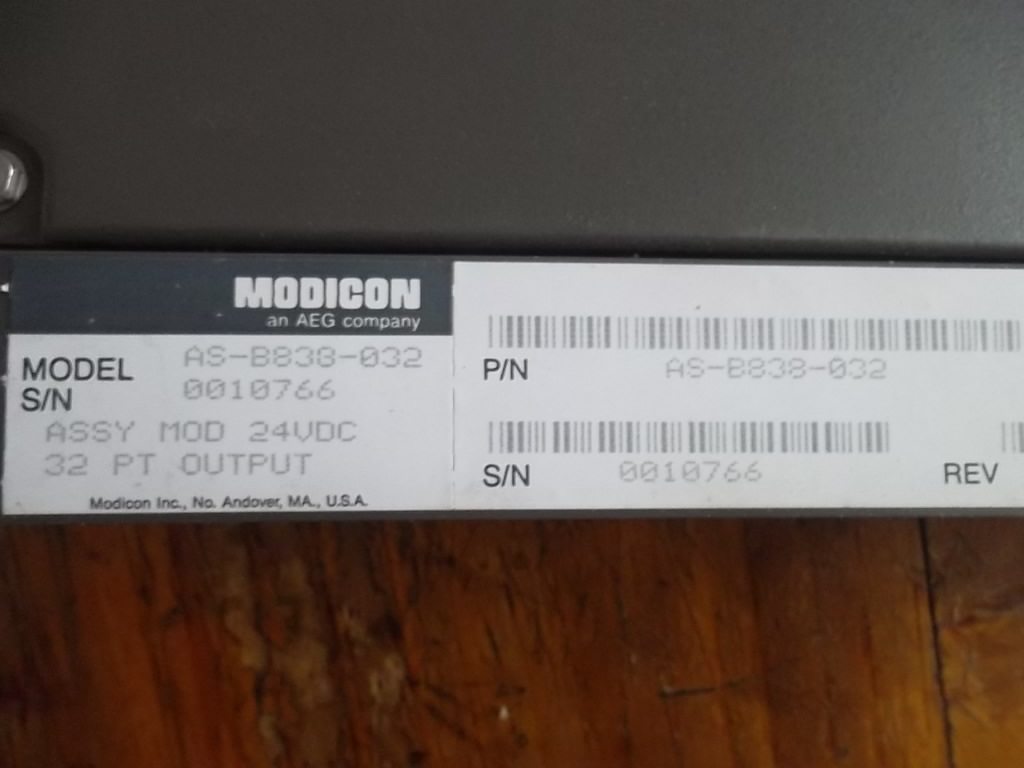 MODICON
an AEG company
MODEL AS-B838-032
S/N 0010766
ASSY MOD 24VDC
32 PT OUTPUT
Modicon Inc., No. Andover, MA., U.S.A.
P/N AS-B838-032
S/N 0010766 REV